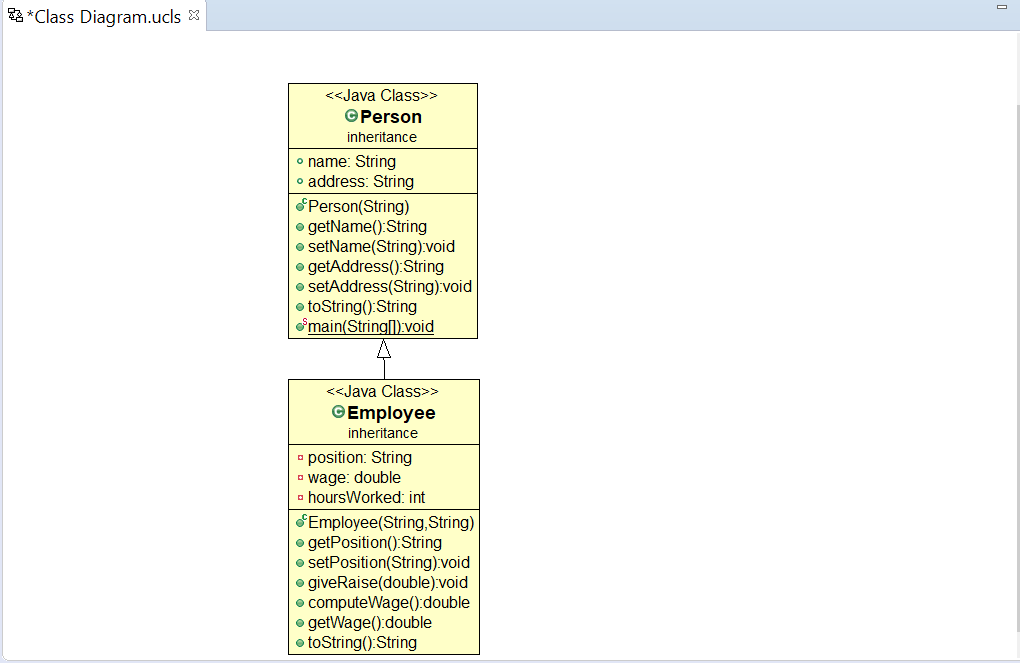 *Class Diagram.ucls
<<Java Class>>
Person
inheritance
name: String
address: String
Person(String)
getName():String
setName(String):void
getAddress():String
setAddress(String):void
toString():String
main(String[]):void
<<Java Class>>
Employee
inheritance
position: String
wage: double
hoursWorked: int
Employee(String,String)
getPosition():String
setPosition(String):void
giveRaise(double):void
computeWage():double
getWage():double
toString():String